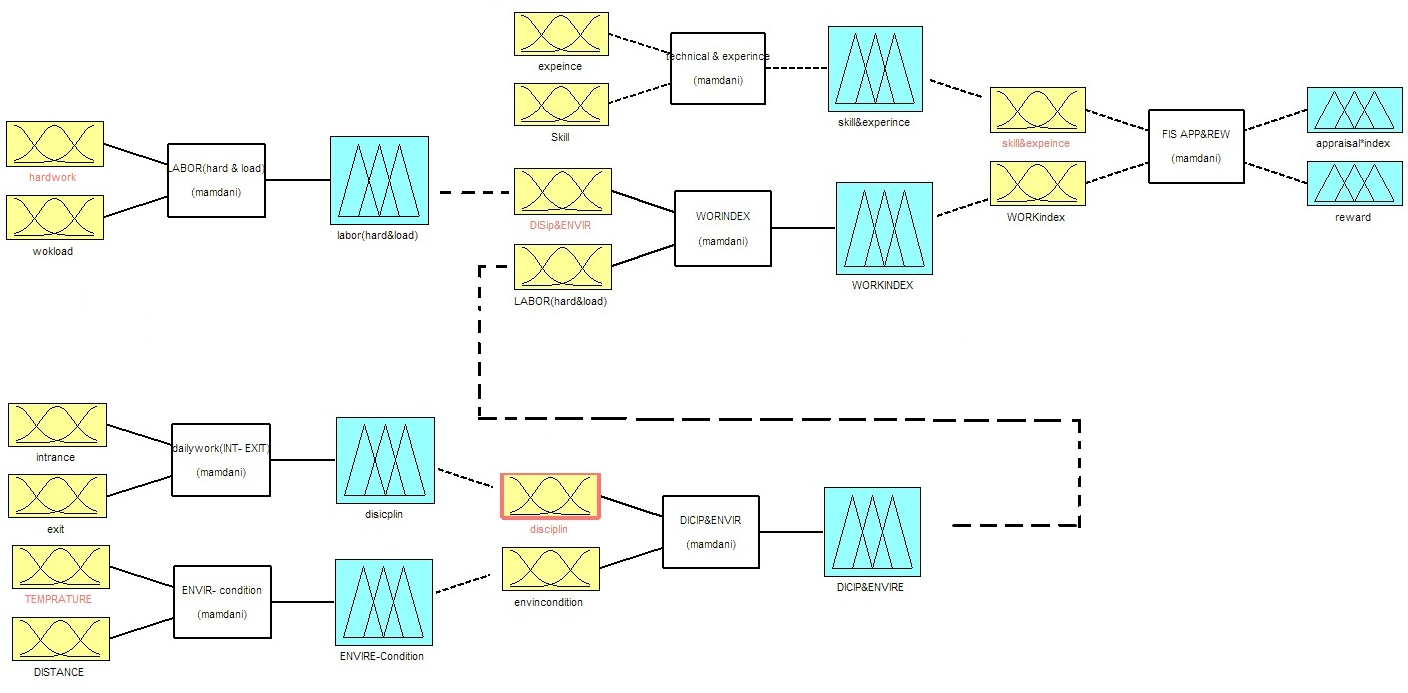 expeince
technical & experince
(mamdani)
Skill
skill&experince
hardwork
LABOR(hard & load)
(mamdani)
wokload
labor(hard&load)
DISip&ENVIR
WORINDEX
(mamdani)
LABOR(hard&load)
WORKINDEX
skill&expeince
WORKindex
FIS APP&REW
(mamdani)
appraisal*index
reward
intrance
dailywork(INT- EXIT)
(mamdani)
exit
disicplin
TEMPRATURE
ENVIR- condition
(mamdani)
DISTANCE
ENVIRE-Condition
disciplin
DICIP&ENVIR
(mamdani)
envincondition
DICIP&ENVIRE